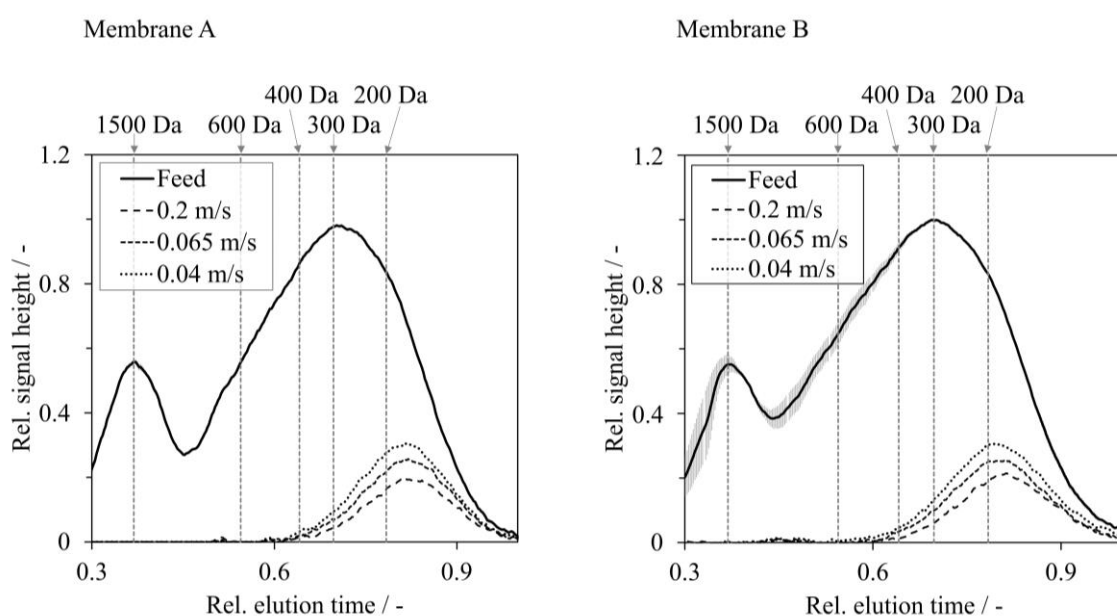 Membrane A
400 Da 200 Da
1500 Da 600 Da 300 Da
1.2
Feed
0.2 m/s
0.065 m/s
0.04 m/s
0.8
0.4
0
Rel. signal height / -
0.3 0.6 0.9
Rel. elution time / -
Membrane B
400 Da 200 Da
1500 Da 600 Da 300 Da
1.2
Feed
0.2 m/s
0.065 m/s
0.04 m/s
0.8
0.4
0
Rel. signal height / -
0.3 0.6 0.9
Rel. elution time / -